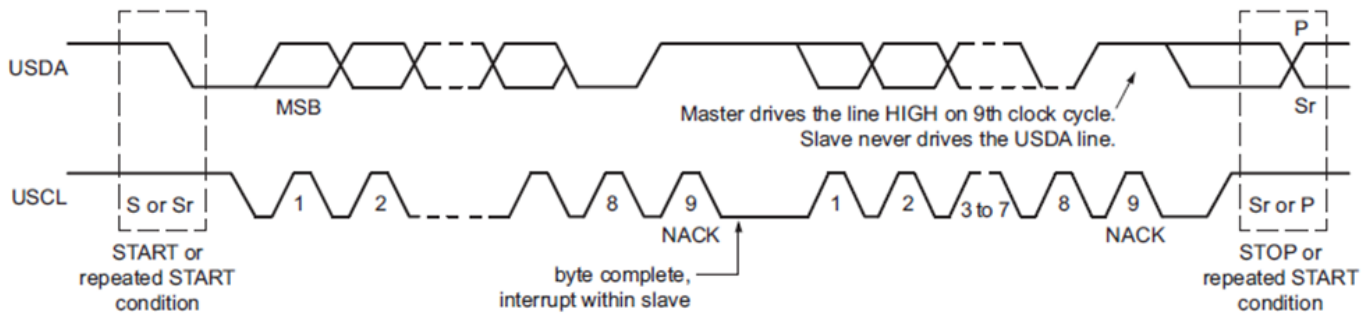 P
USDA
MSB
Sr
Master drives the line HIGH on 9th clock cycle.
Slave never drives the USDA line.
USCL
S or Sr
1
2
8
9
1
2
3 to 7
8
9
Sr or P
NACK
NACK
START or
repeated START
condition
byte complete,
interrupt within slave
STOP or
repeated START
condition